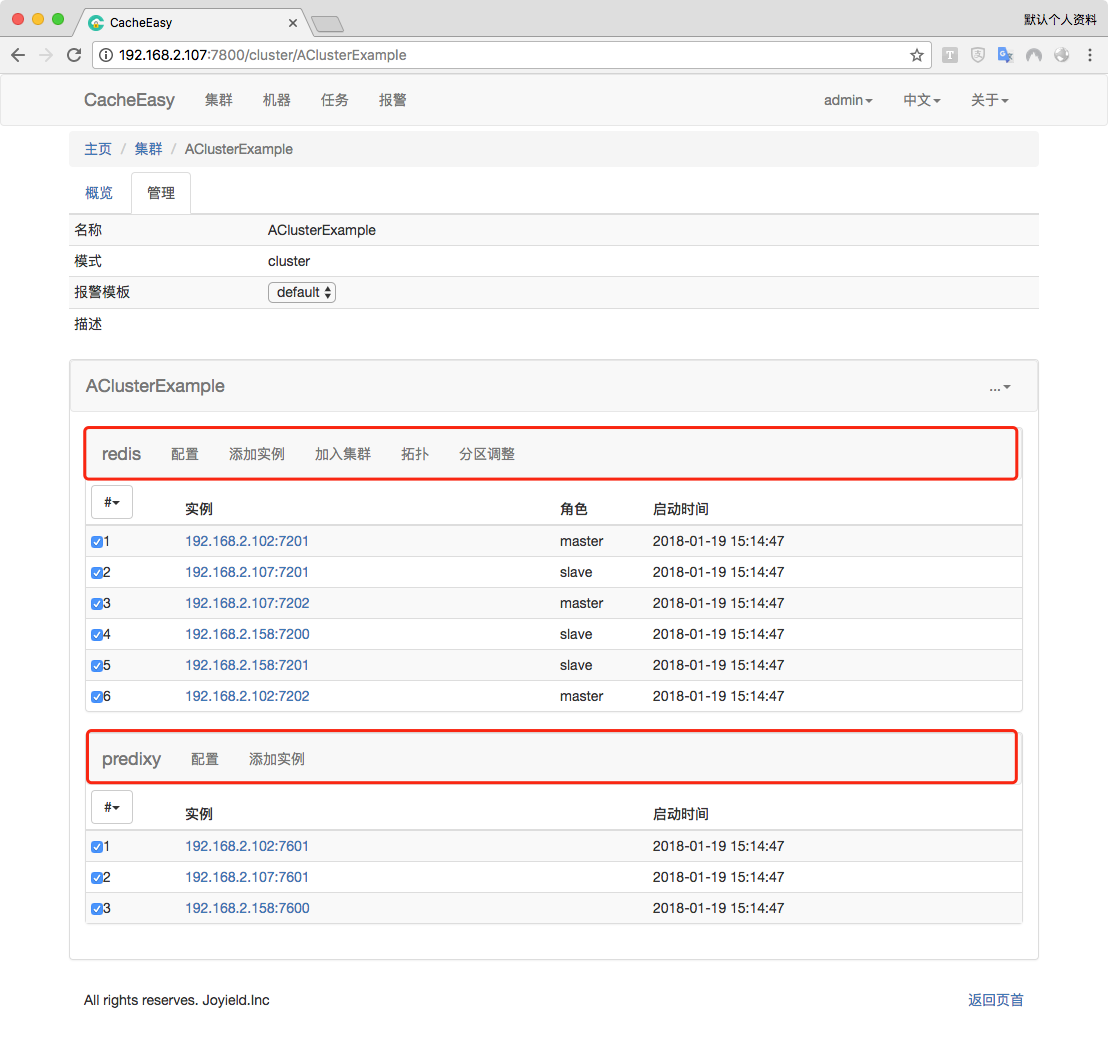 CacheEasy
默认个人资料
192.168.2.107:7800/cluster/AClusterExample
CacheEasy 集群 机器 任务 报警 admin 中文 关于
主页 / 集群 / AClusterExample
概览 管理
名称 AClusterExample
模式 cluster
报警模板 default
描述
AClusterExample ...
redis 配置 添加实例 加入集群 拓扑 分区调整
# 实例 角色 启动时间
1 192.168.2.102:7201 master 2018-01-19 15:14:47
2 192.168.2.107:7201 slave 2018-01-19 15:14:47
3 192.168.2.107:7202 master 2018-01-19 15:14:47
4 192.168.2.158:7200 slave 2018-01-19 15:14:47
5 192.168.2.158:7201 slave 2018-01-19 15:14:47
6 192.168.2.102:7202 master 2018-01-19 15:14:47
predixy 配置 添加实例
# 实例 启动时间
1 192.168.2.102:7601 2018-01-19 15:14:47
2 192.168.2.107:7601 2018-01-19 15:14:47
3 192.168.2.158:7600 2018-01-19 15:14:47
All rights reserves. Joyield.Inc 返回页首